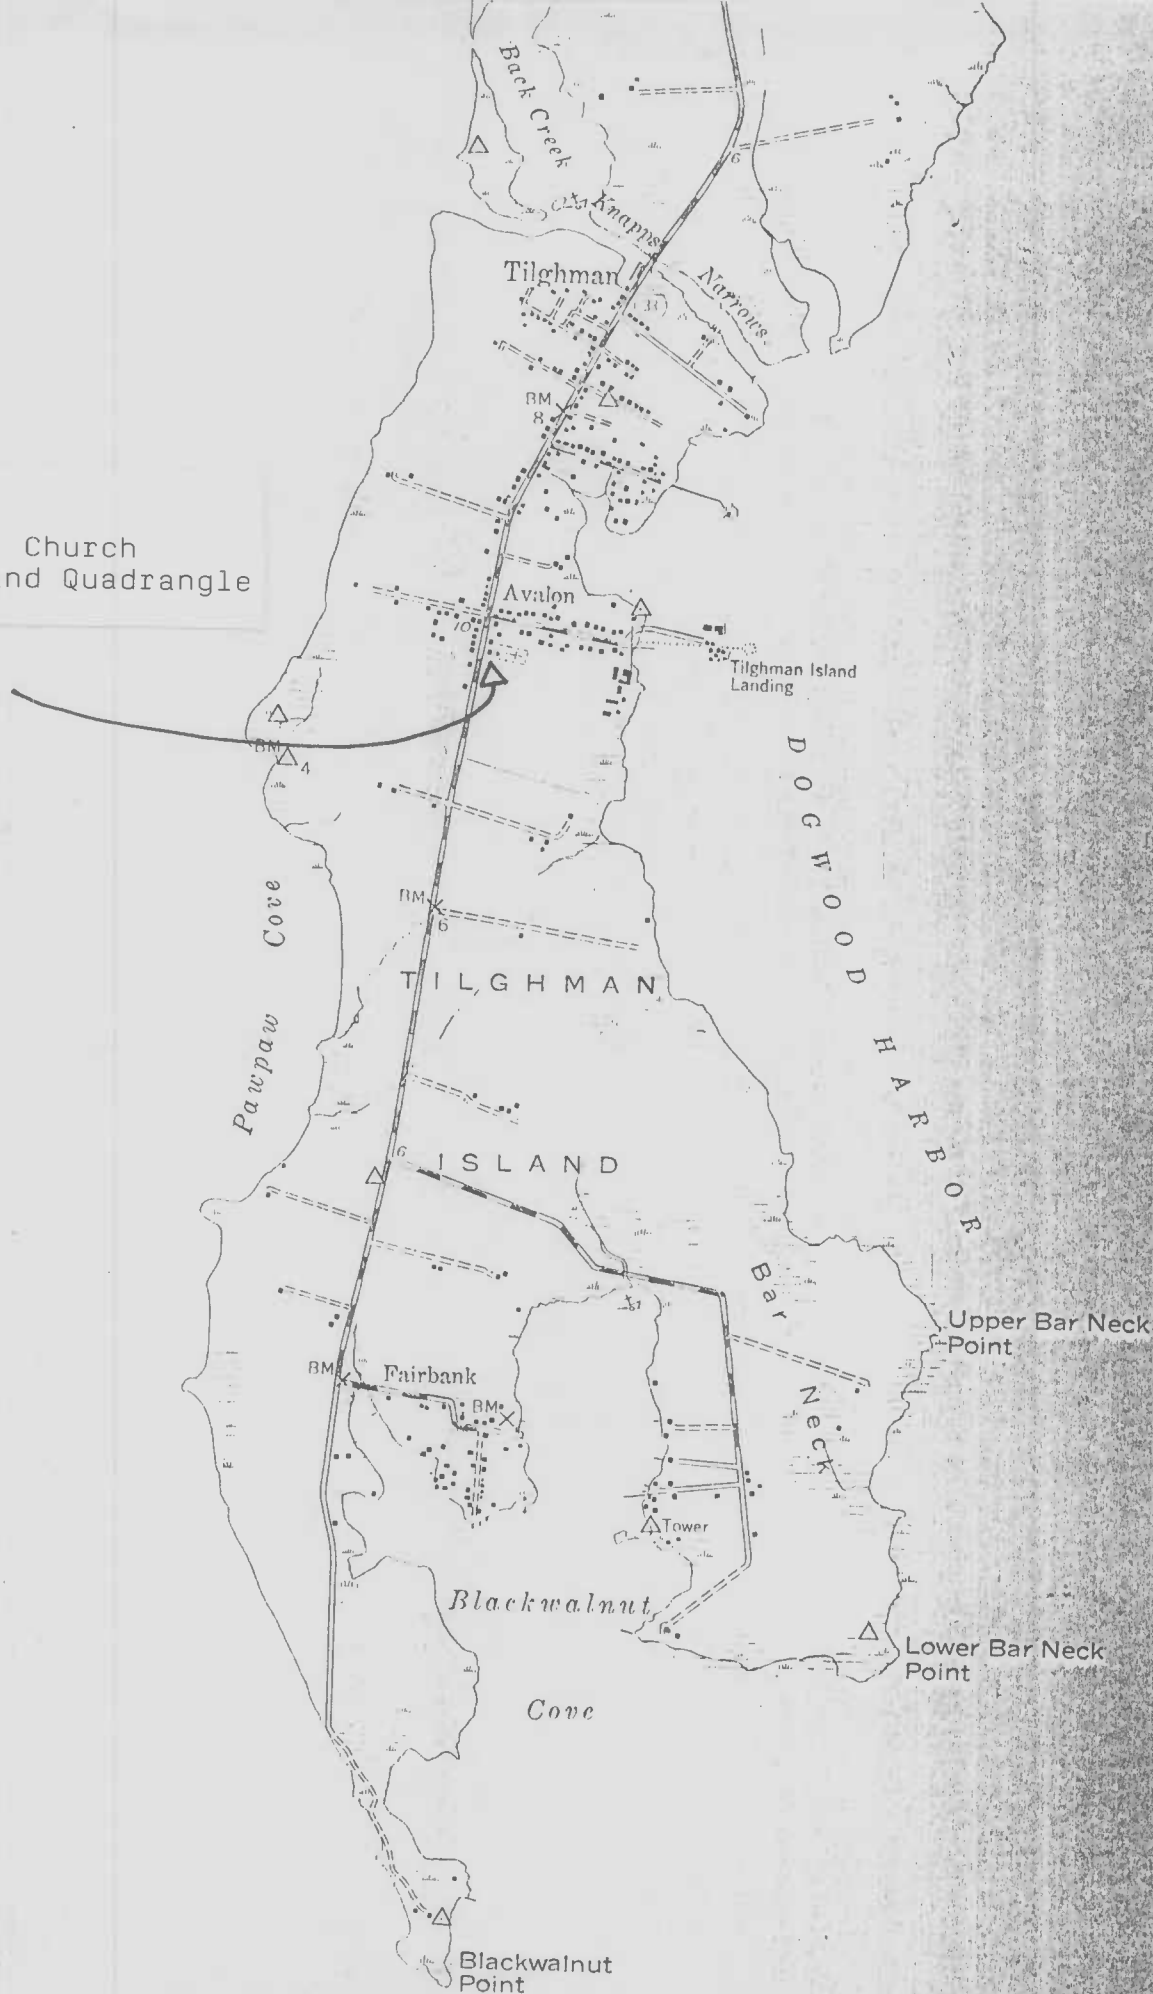 Back Creek
6
Knapps
Narrows
Tilghman
33
BM
8
Church
nd Quadrangle
Avalon
10
Tilghman Island
Landing
BM
4
DOGWOOD HARBOR
Pawpaw Cove
BM
6
TILGHMAN
ISLAND
6
Bar Neck
Upper Bar Neck
Point
BM
Fairbank
BM
Tower
Blackwalnut
Cove
Lower Bar Neck
Point
Blackwalnut
Point